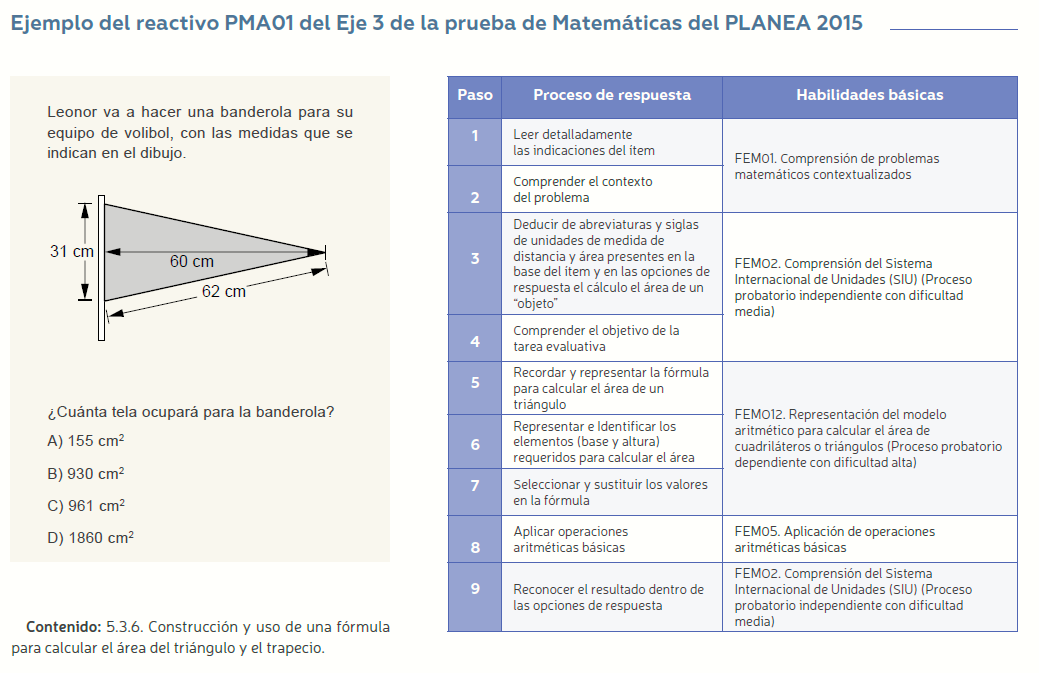 Ejemplo del reactivo PMA01 del Eje 3 de la prueba de Matemáticas del PLANEA 2015
Leonor va a hacer una banderola para su
equipo de volibol, con las medidas que se
indican en el dibujo.
31 cm
60 cm
62 cm
¿Cuánta tela ocupará para la banderola?
A) 155 cm²
B) 930 cm²
C) 961 cm²
D) 1860 cm²
Contenido: 5.3.6. Construcción y uso de una fórmula
para calcular el área del triángulo y el trapecio.
Paso
Proceso de respuesta
Habilidades básicas
1
Leer detalladamente
las indicaciones del ítem
FEM01. Comprensión de problemas
matemáticos contextualizados
2
Comprender el contexto
del problema
3
Deducir de abreviaturas y siglas
de unidades de medida de
distancia y área presentes en la
base del ítem y en las opciones de
respuesta el cálculo el área de un
“objeto”
FEM02. Comprensión del Sistema
Internacional de Unidades (SIU) (Proceso
probatorio independiente con dificultad
media)
4
Comprender el objetivo de la
tarea evaluativa
5
Recordar y representar la fórmula
para calcular el área de un
triángulo
FEM012. Representación del modelo
aritmético para calcular el área de
cuadriláteros o triángulos (Proceso probatorio
dependiente con dificultad alta)
6
Representar e Identificar los
elementos (base y altura)
requeridos para calcular el área
7
Seleccionar y sustituir los valores
en la fórmula
8
Aplicar operaciones
aritméticas básicas
FEM05. Aplicación de operaciones
aritméticas básicas
9
Reconocer el resultado dentro de
las opciones de respuesta
FEM02. Comprensión del Sistema
Internacional de Unidades (SIU) (Proceso
probatorio independiente con dificultad
media)